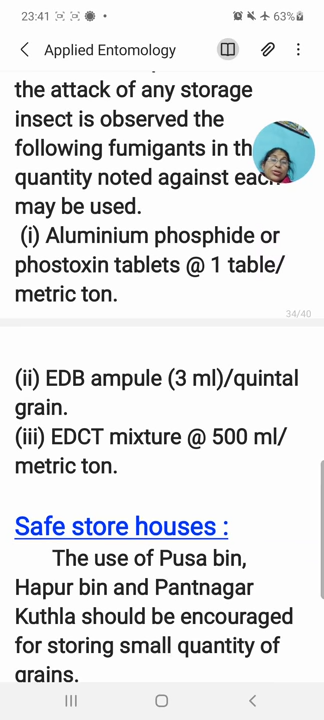 23:41
63%
Applied Entomology
the attack of any storage
insect is observed the
following fumigants in th
quantity noted against each
may be used.
(i) Aluminium phosphide or
phostoxin tablets @ 1 table/
metric ton.
34/40
(ii) EDB ampule (3 ml)/quintal
grain.
(iii) EDCT mixture @ 500 ml/
metric ton.
Safe store houses :
The use of Pusa bin,
Hapur bin and Pantnagar
Kuthla should be encouraged
for storing small quantity of
grains.